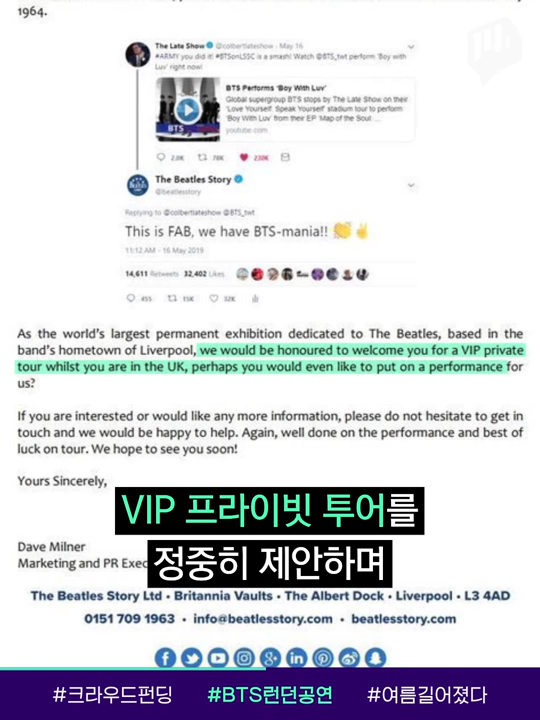 1964.
The Late Show @colbertlateshow · May 16
#ARMY you did it! #BTSonLSSC is a smash! Watch @BTS_twt perform 'Boy with
Luv' right now!
BTS Performs 'Boy With Luv'
Global supergroup BTS stops by The Late Show on their
'Love Yourself: Speak Yourself' stadium tour to perform
'Boy With Luv' from their EP 'Map of the Soul: ...
youtube.com
BTS
2.0K 70K 230K
The Beatles Story
@beatlesstory
Replying to @colbertlateshow @BTS_twt
This is FAB, we have BTS-mania!! 👏✌
11:12 AM - 16 May 2019
14,611 Retweets 32,402 Likes
455 15K 32K
As the world's largest permanent exhibition dedicated to The Beatles, based in the
band's hometown of Liverpool, we would be honoured to welcome you for a VIP private
tour whilst you are in the UK, perhaps you would even like to put on a performance for
us?
If you are interested or would like any more information, please do not hesitate to get in
touch and we would be happy to help. Again, well done on the performance and best of
luck on tour. We hope to see you soon!
Yours Sincerely,
VIP 프라이빗 투어를
정중히 제안하며
Dave Milner
Marketing and PR Exec
The Beatles Story Ltd • Britannia Vaults • The Albert Dock • Liverpool • L3 4AD
0151 709 1963 • info@beatlesstory.com • beatlesstory.com
#크라우드펀딩 #BTS런던공연 #여름길어졌다